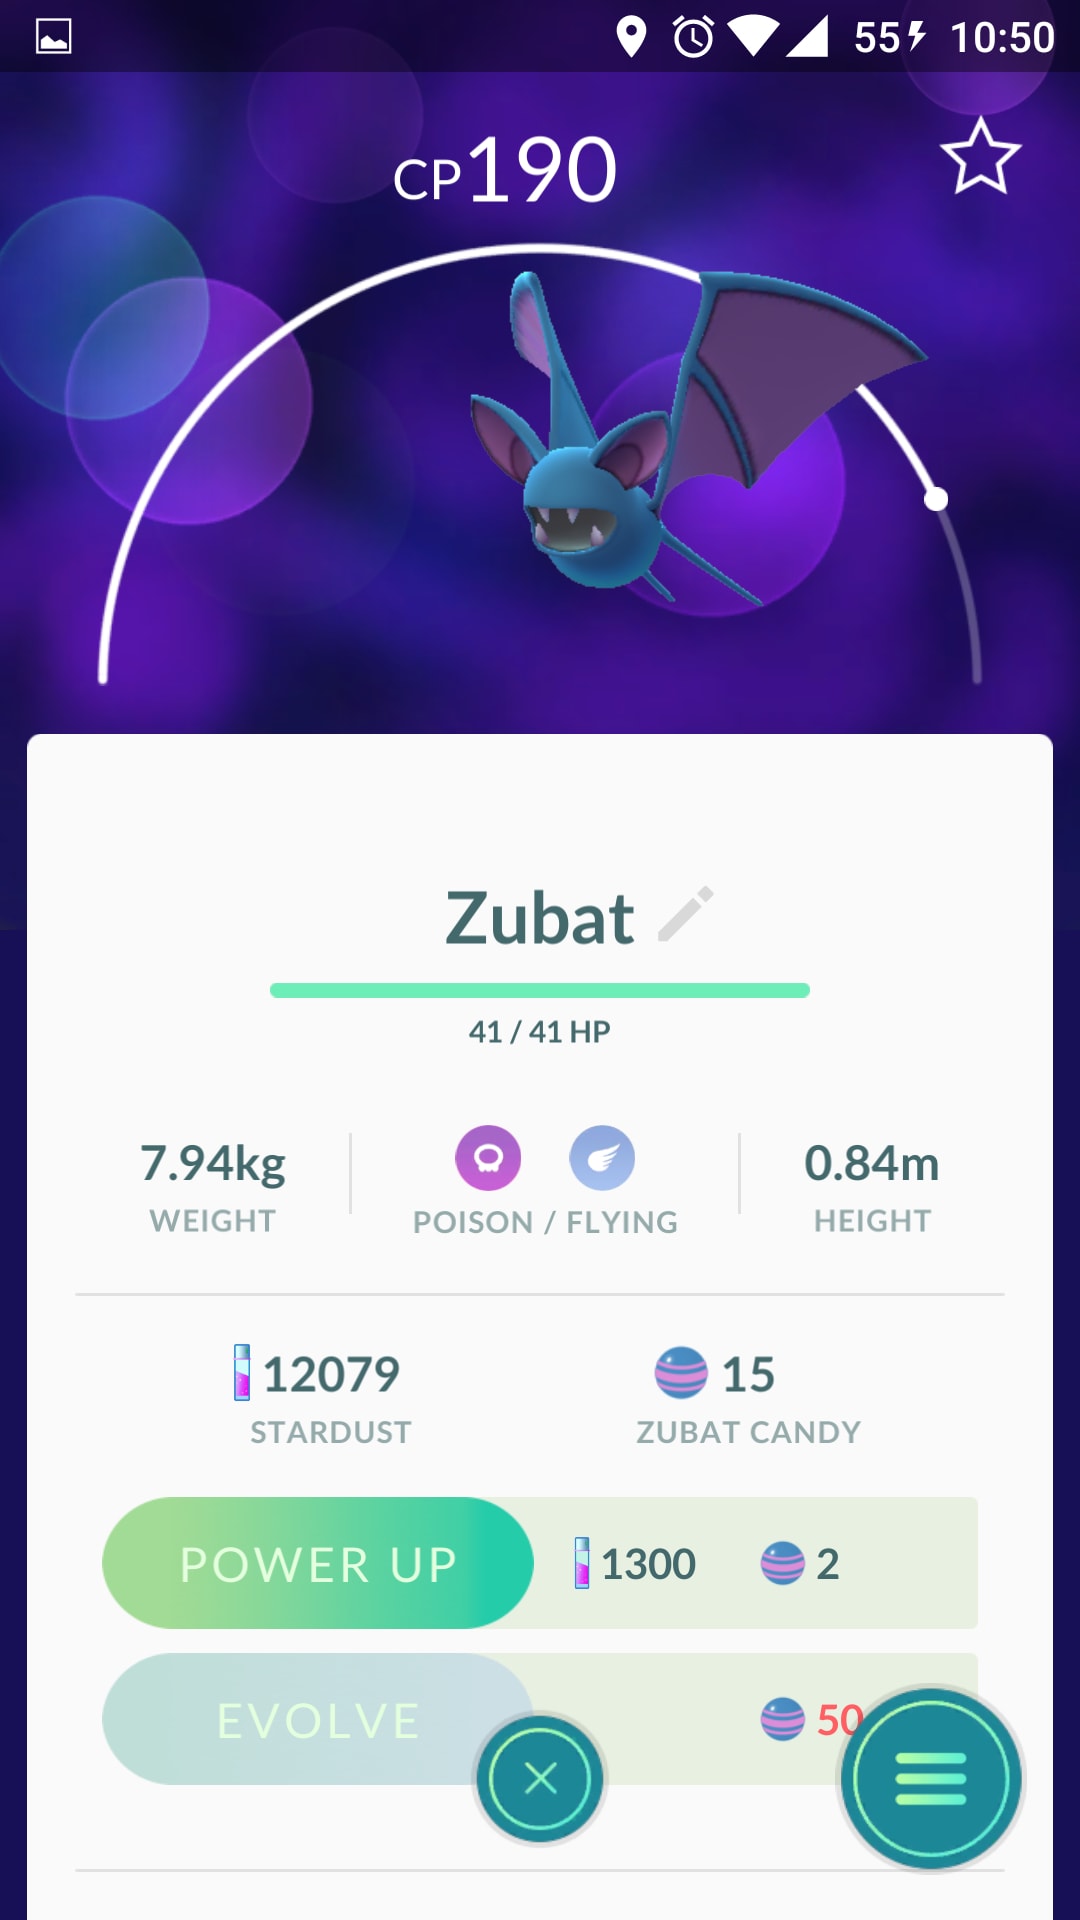 55 10:50
CP190
Zubat
41 / 41 HP
7.94kg
WEIGHT
POISON / FLYING
0.84m
HEIGHT
12079
STARDUST
15
ZUBAT CANDY
POWER UP 1300 2
EVOLVE 50